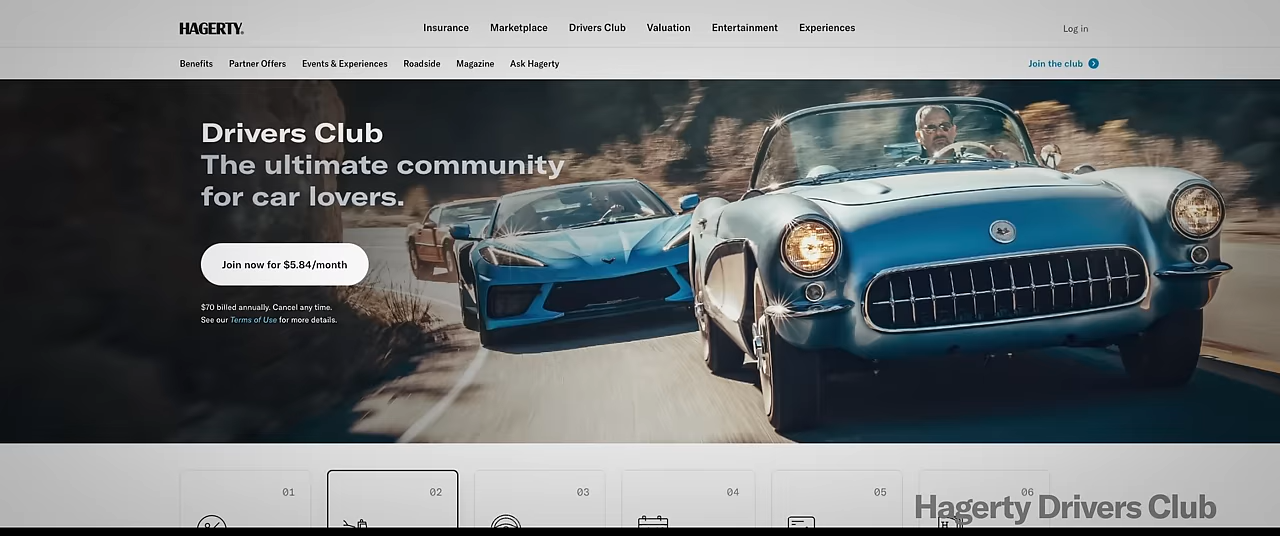 HAGERTY
Insurance Marketplace Drivers Club Valuation Entertainment Experiences
Log in
Benefits Partner Offers Events & Experiences Roadside Magazine Ask Hagerty
Join the club
Drivers Club
The ultimate community
for car lovers.
Join now for $5.84/month
$70 billed annually. Cancel any time.
See our Terms of Use for more details.
01 02 03 04 05 06
Hagerty Drivers Club